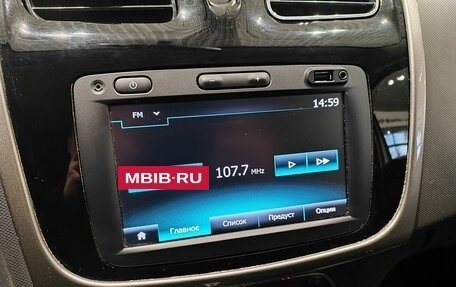 14:59
FM
MBIB-RU
107.7 MHz
Главное Список Предуст Опции